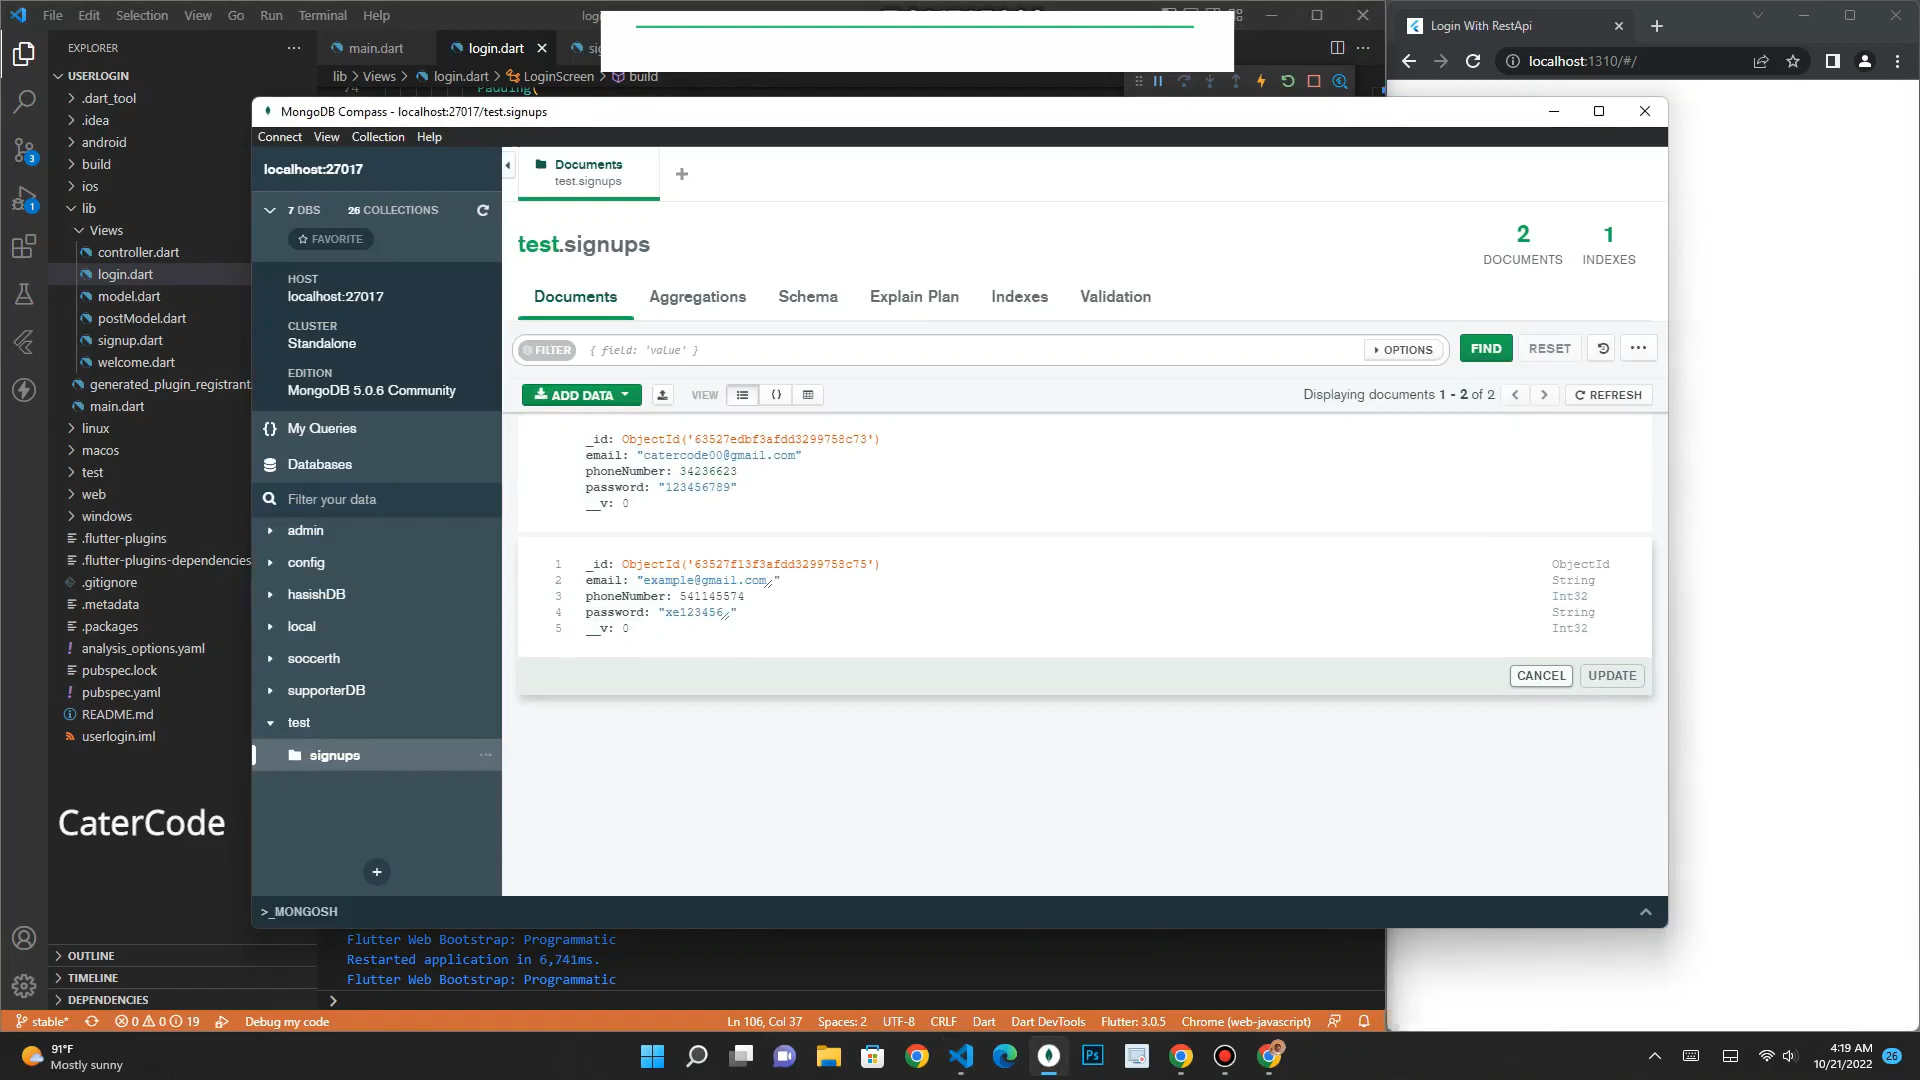 File Edit Selection View Go Run Terminal Help
EXPLORER
USERLOGIN
.dart_tool
.idea
android
build
ios
lib
Views
controller.dart
login.dart
model.dart
postModel.dart
signup.dart
welcome.dart
generated_plugin_registrant
main.dart
linux
macos
test
web
windows
.flutter-plugins
.flutter-plugins-dependencies
.gitignore
.metadata
.packages
analysis_options.yaml
pubspec.lock
pubspec.yaml
README.md
userlogin.iml
CaterCode
OUTLINE
TIMELINE
DEPENDENCIES
3
1
main.dart
login.dart
lib > Views > login.dart > LoginScreen > build
MongoDB Compass - localhost:27017/test.signups
Connect View Collection Help
localhost:27017
7 DBS 26 COLLECTIONS
FAVORITE
HOST
localhost:27017
CLUSTER
Standalone
EDITION
MongoDB 5.0.6 Community
{} My Queries
Databases
Filter your data
admin
config
hasishDB
local
soccerth
supporterDB
test
signups
Documents
test.signups
test.signups
2
DOCUMENTS
1
INDEXES
Documents Aggregations Schema Explain Plan Indexes Validation
FILTER { field: 'value' }
OPTIONS
FIND
RESET
ADD DATA
VIEW
{}
Displaying documents 1 - 2 of 2
REFRESH
_id: ObjectId('63527edbf3afdd3299758c73')
email: "catercode00@gmail.com"
phoneNumber: 34236623
password: "123456789"
__v: 0
1 _id: ObjectId('63527f13f3afdd3299758c75') ObjectId
2 email: "example@gmail.com" String
3 phoneNumber: 541145574 Int32
4 password: "xe123456" String
5 __v: 0 Int32
CANCEL
UPDATE
>_MONGOSH
Flutter Web Bootstrap: Programmatic
Restarted application in 6,741ms.
Flutter Web Bootstrap: Programmatic
stable* 0 0 19 Debug my code
Ln 106, Col 37 Spaces: 2 UTF-8 CRLF Dart Dart DevTools Flutter: 3.0.5 Chrome (web-javascript)
Login With RestApi
localhost:1310/#/
91°F
Mostly sunny
Ps
4:19 AM
10/21/2022
26